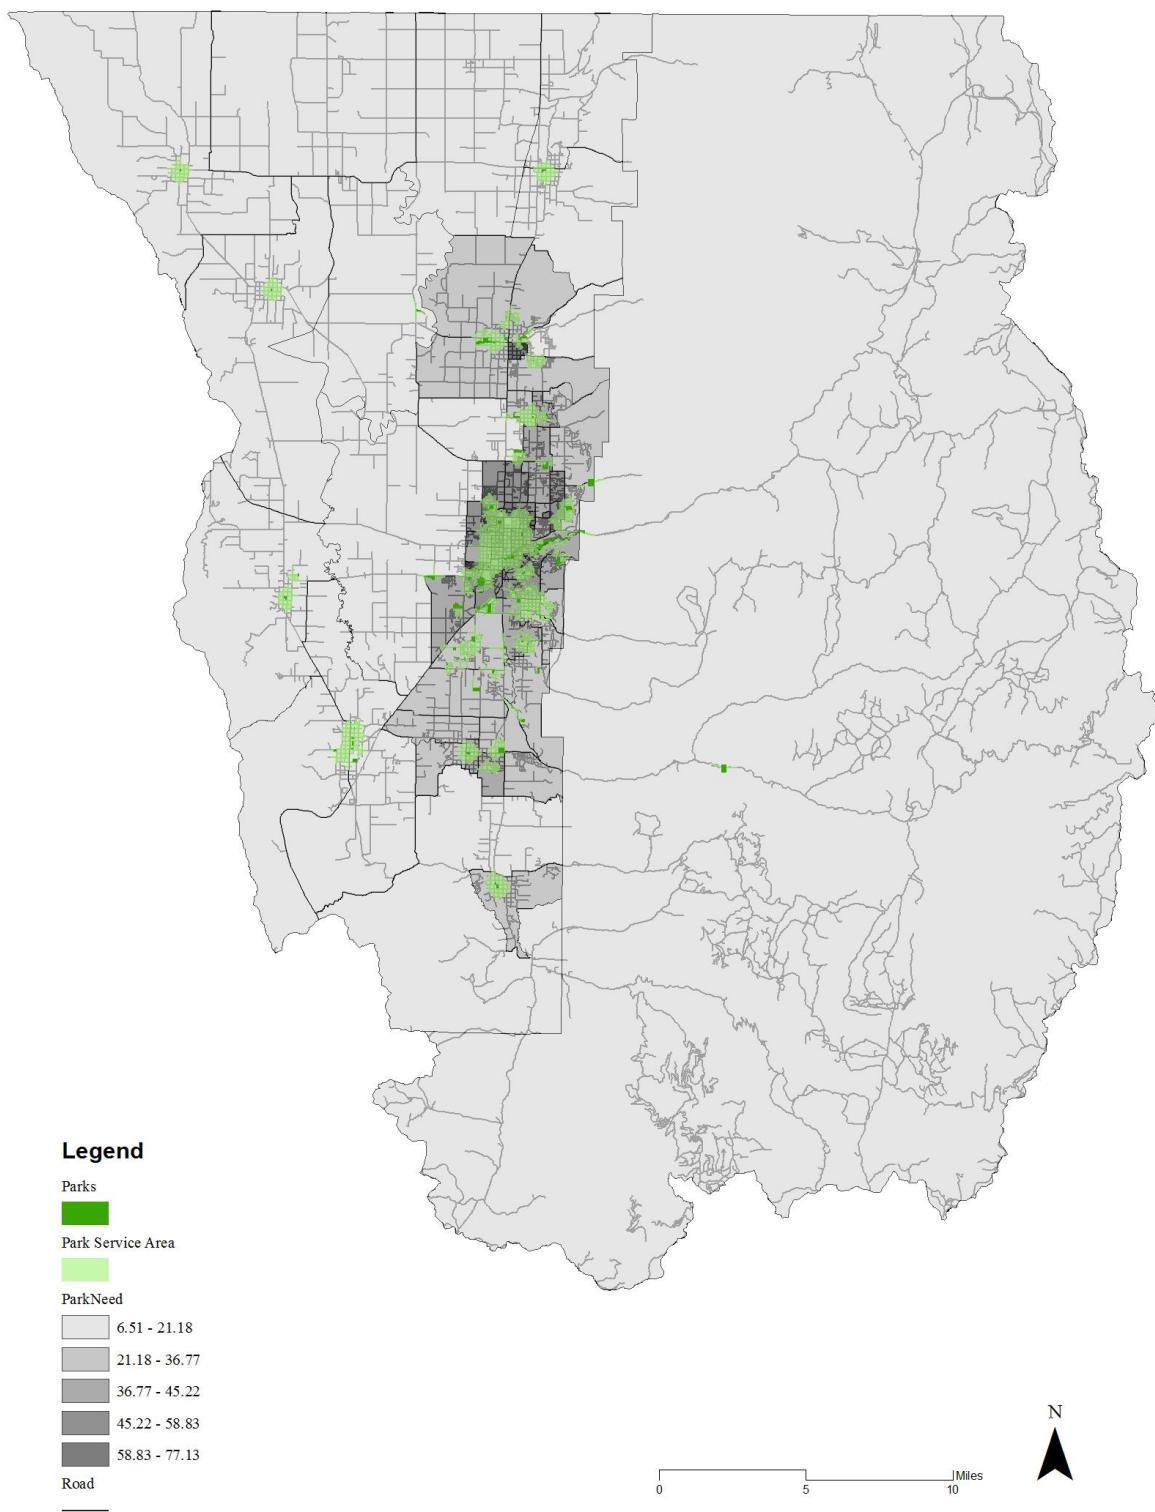 Legend
Parks
Park Service Area
ParkNeed
6.51 - 21.18
21.18 - 36.77
36.77 - 45.22
45.22 - 58.83
58.83 - 77.13
Road
N
Miles
0 5 10